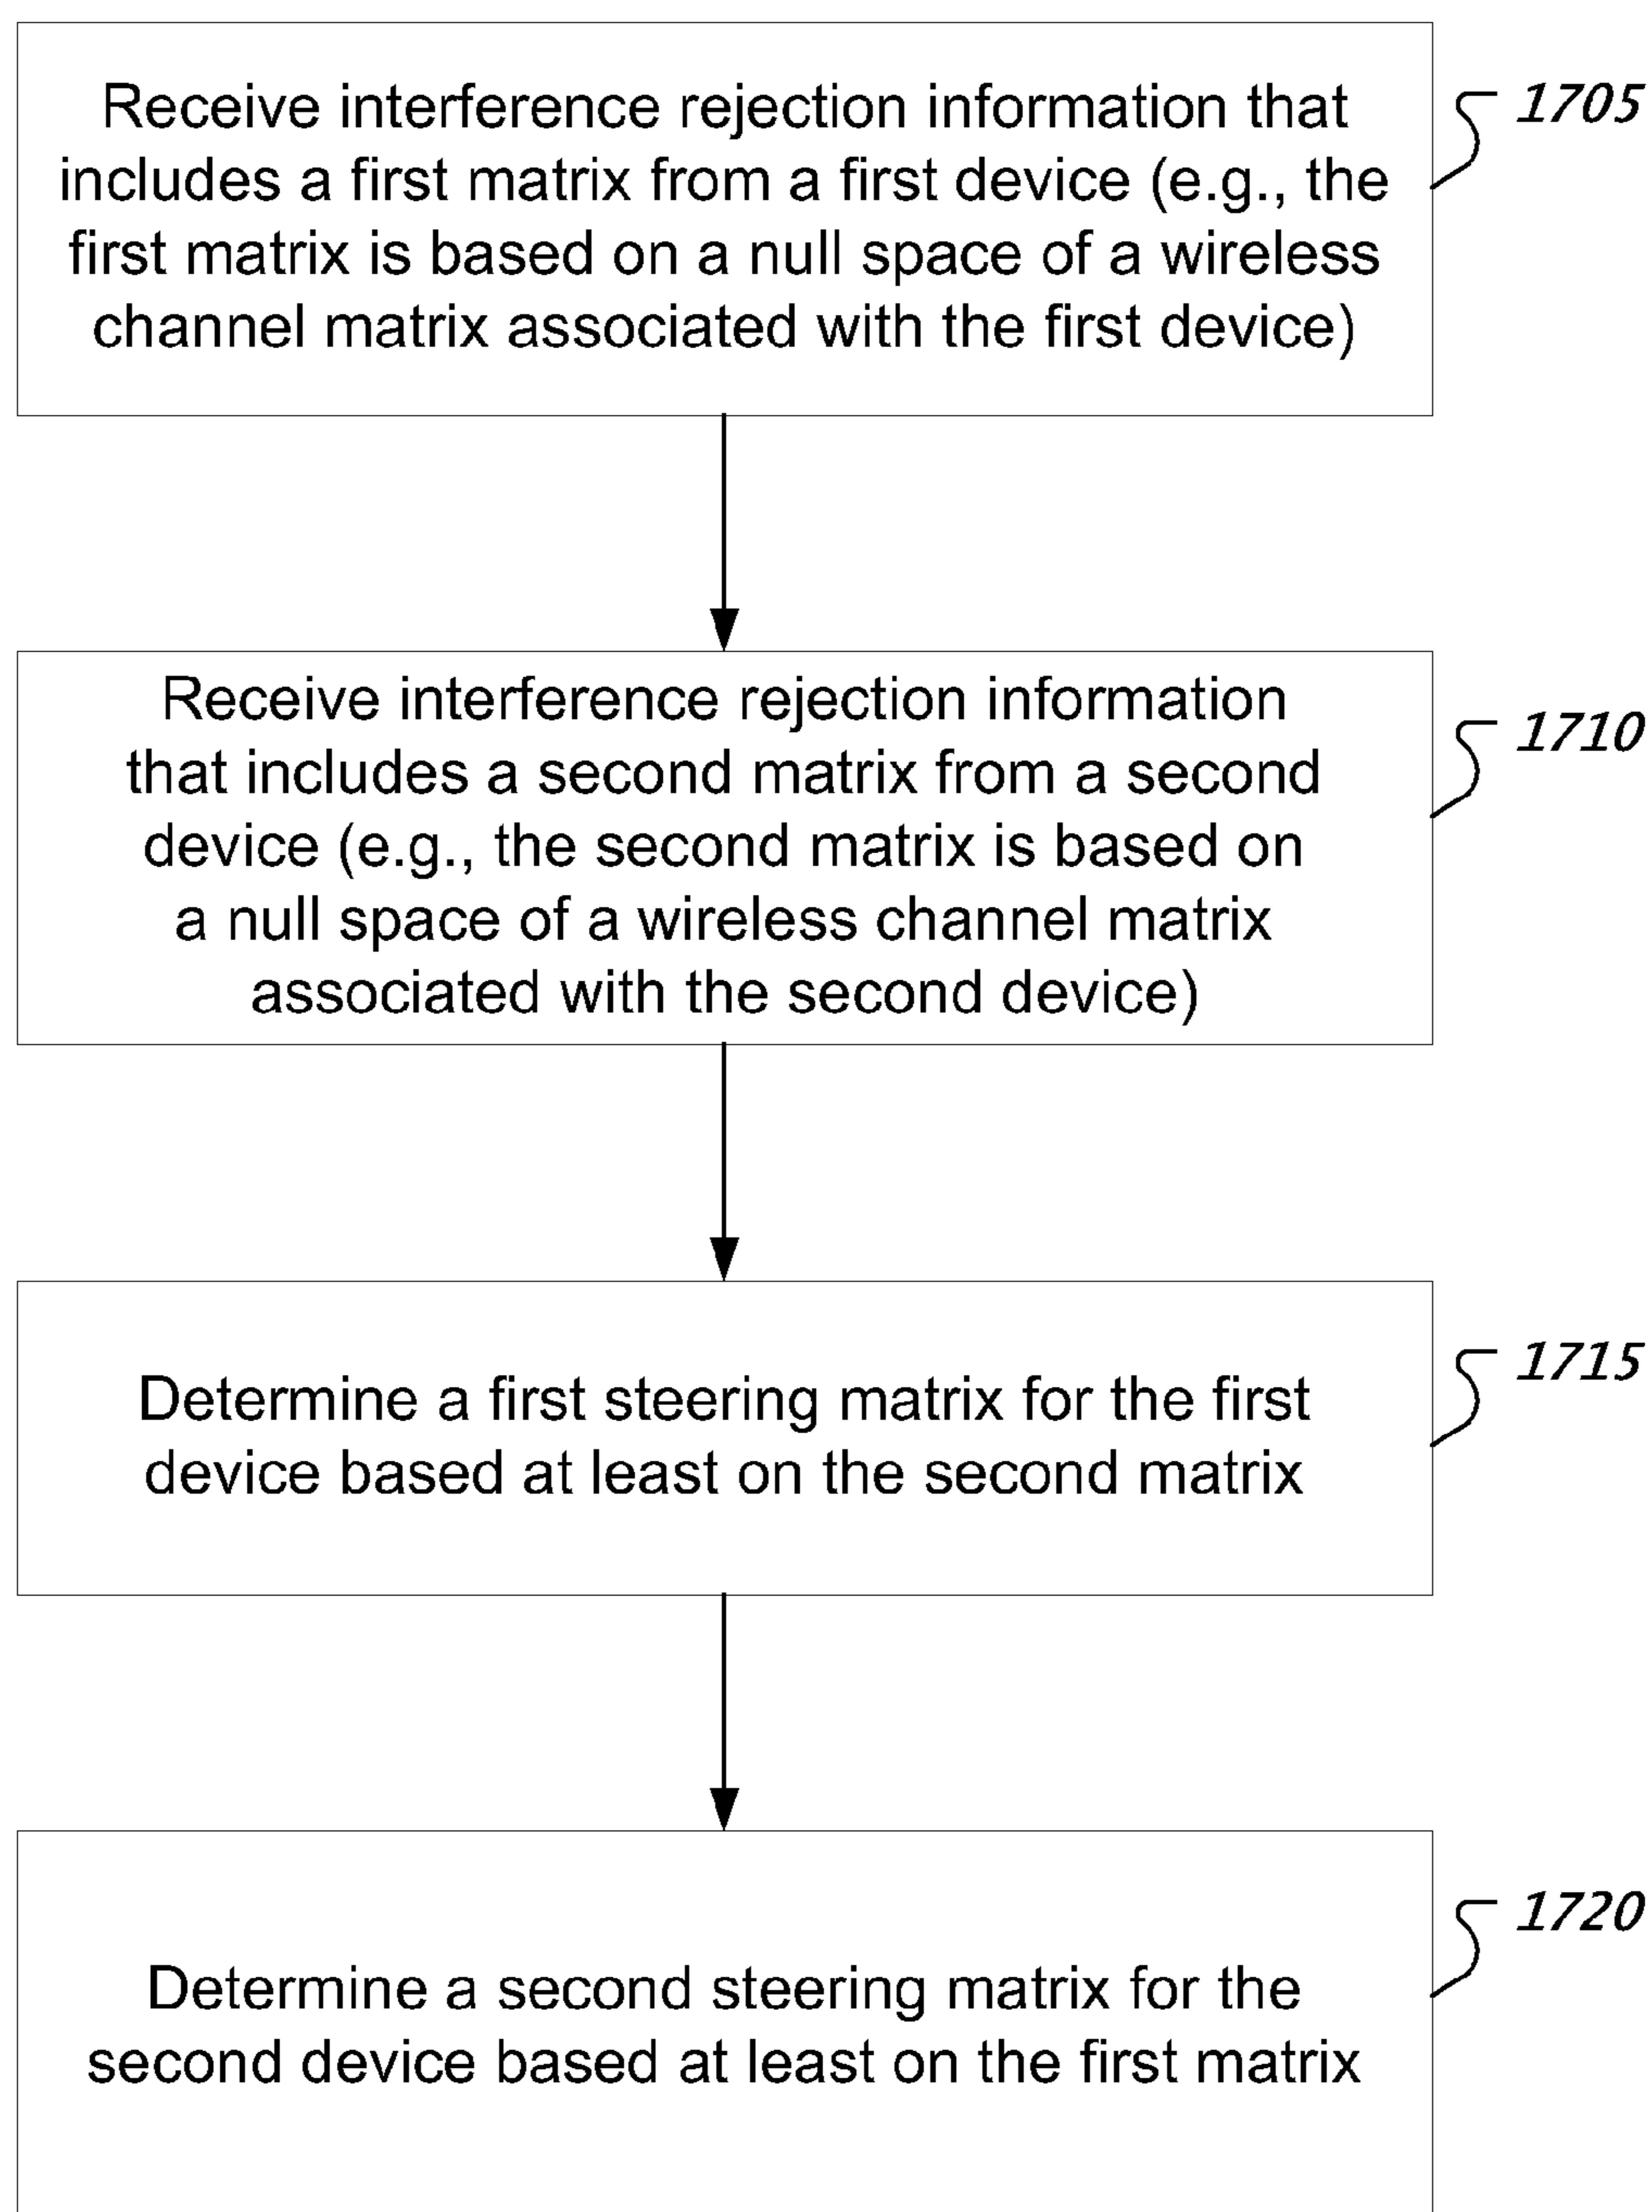 Receive interference rejection information that
includes a first matrix from a first device (e.g., the
first matrix is based on a null space of a wireless
channel matrix associated with the first device)
1705
Receive interference rejection information
that includes a second matrix from a second
device (e.g., the second matrix is based on
a null space of a wireless channel matrix
associated with the second device)
1710
Determine a first steering matrix for the first
device based at least on the second matrix
1715
Determine a second steering matrix for the
second device based at least on the first matrix
1720